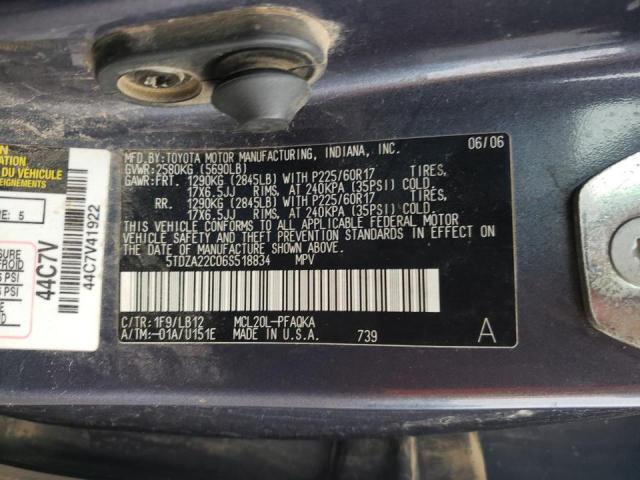 MFD.BY:TOYOTA MOTOR MANUFACTURING, INDIANA, INC. 06/06
GVWR:2580KG (5690LB)
GAWR:FRT. 1290KG (2845LB) WITH P225/60R17 TIRES,
17X6.5JJ RIMS, AT 240KPA (35PSI) COLD.
RR. 1290KG (2845LB) WITH P225/60R17 TIRES,
17X6.5JJ RIMS, AT 240KPA (35PSI) COLD.
THIS VEHICLE CONFORMS TO ALL APPLICABLE FEDERAL MOTOR
VEHICLE SAFETY AND THEFT PREVENTION STANDARDS IN EFFECT ON
THE DATE OF MANUFACTURE SHOWN ABOVE.
5TDZA22C06S518834 MPV
C/TR:1F9/LB12 MCL20L-PFAQKA
A/TM:-01A/U151E MADE IN U.S.A. 739 A
ATION
DU VÉHICULE
RENSEIGNEMENTS
5
44C7V
44C7V41922
PSI
PSI